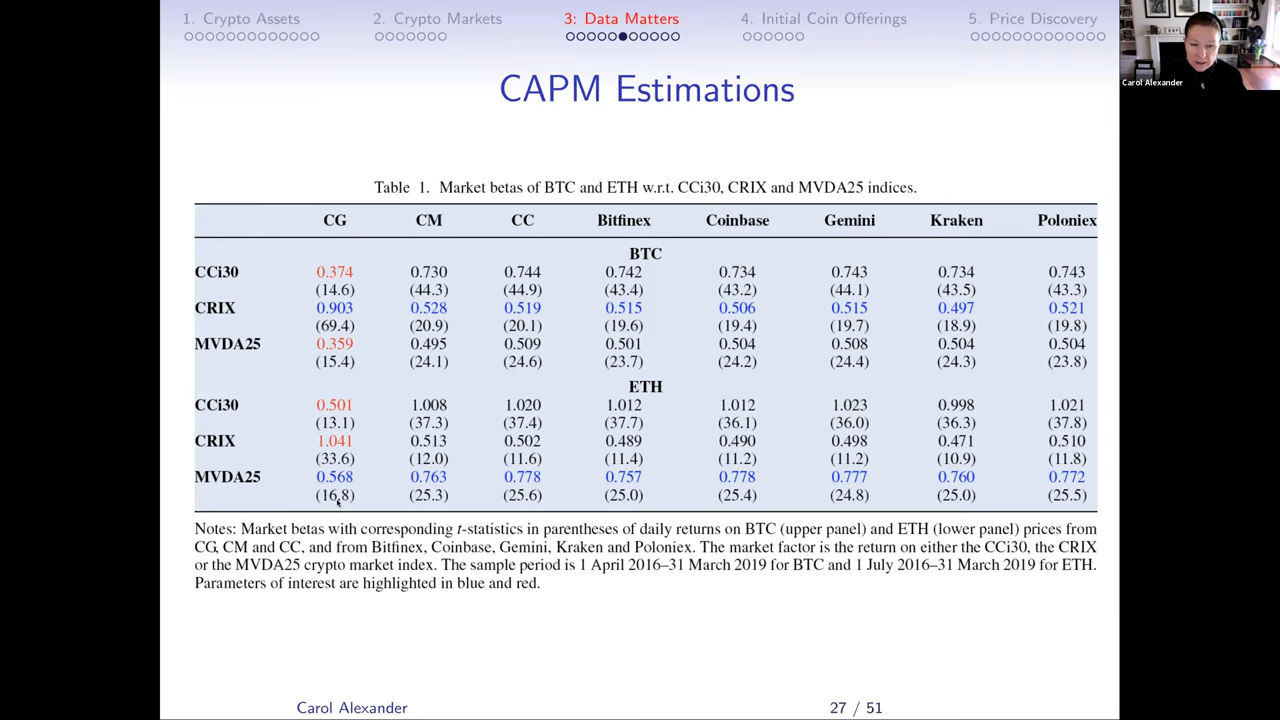 1. Crypto Assets 2. Crypto Markets 3: Data Matters 4. Initial Coin Offerings 5. Price Discovery
Carol Alexander
CAPM Estimations
Table 1. Market betas of BTC and ETH w.r.t. CCi30, CRIX and MVDA25 indices.
CG CM CC Bitfinex Coinbase Gemini Kraken Poloniex
BTC
CCi30 0.374 0.730 0.744 0.742 0.734 0.743 0.734 0.743
(14.6) (44.3) (44.9) (43.4) (43.2) (44.1) (43.5) (43.3)
CRIX 0.903 0.528 0.519 0.515 0.506 0.515 0.497 0.521
(69.4) (20.9) (20.1) (19.6) (19.4) (19.7) (18.9) (19.8)
MVDA25 0.359 0.495 0.509 0.501 0.504 0.508 0.504 0.504
(15.4) (24.1) (24.6) (23.7) (24.2) (24.4) (24.3) (23.8)
ETH
CCi30 0.501 1.008 1.020 1.012 1.012 1.023 0.998 1.021
(13.1) (37.3) (37.4) (37.7) (36.1) (36.0) (36.3) (37.8)
CRIX 1.041 0.513 0.502 0.489 0.490 0.498 0.471 0.510
(33.6) (12.0) (11.6) (11.4) (11.2) (11.2) (10.9) (11.8)
MVDA25 0.568 0.763 0.778 0.757 0.778 0.777 0.760 0.772
(16.8) (25.3) (25.6) (25.0) (25.4) (24.8) (25.0) (25.5)
Notes: Market betas with corresponding t-statistics in parentheses of daily returns on BTC (upper panel) and ETH (lower panel) prices from
CG, CM and CC, and from Bitfinex, Coinbase, Gemini, Kraken and Poloniex. The market factor is the return on either the CCi30, the CRIX
or the MVDA25 crypto market index. The sample period is 1 April 2016–31 March 2019 for BTC and 1 July 2016–31 March 2019 for ETH.
Parameters of interest are highlighted in blue and red.
Carol Alexander 27 / 51